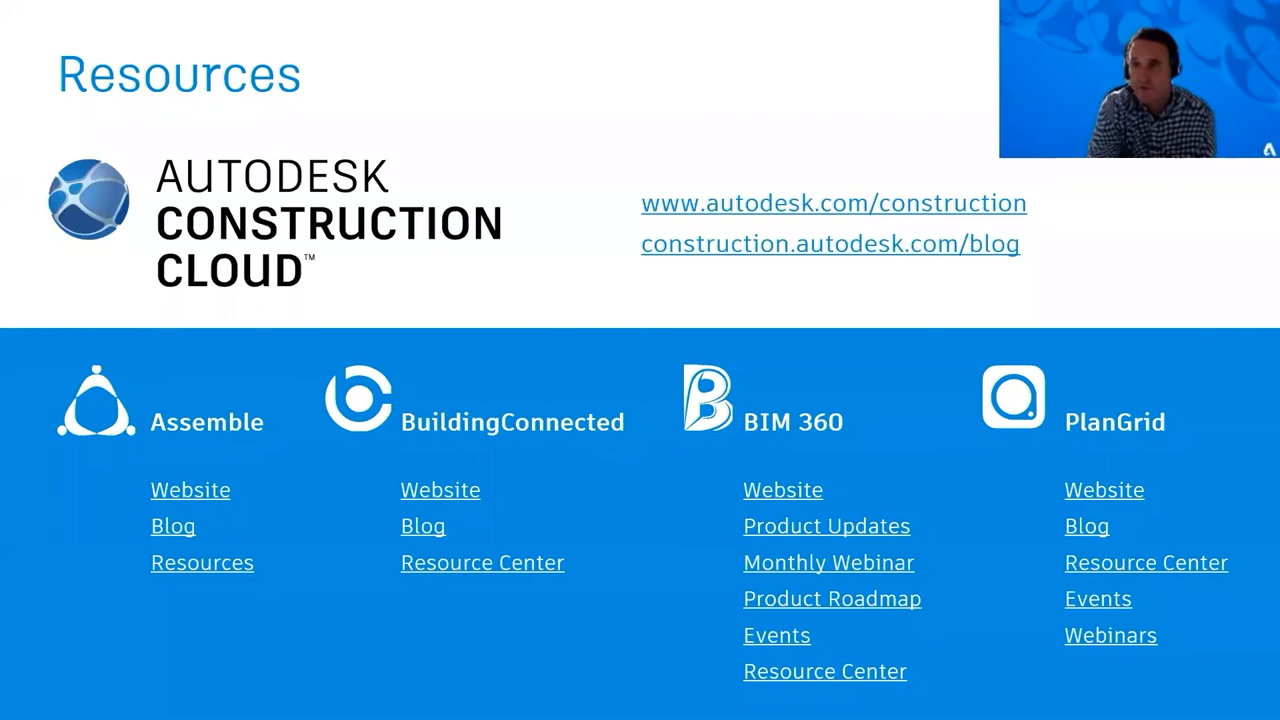 Resources
AUTODESK
CONSTRUCTION
CLOUD™
www.autodesk.com/construction
construction.autodesk.com/blog
Assemble
Website
Blog
Resources
BuildingConnected
Website
Blog
Resource Center
BIM 360
Website
Product Updates
Monthly Webinar
Product Roadmap
Events
Resource Center
PlanGrid
Website
Blog
Resource Center
Events
Webinars